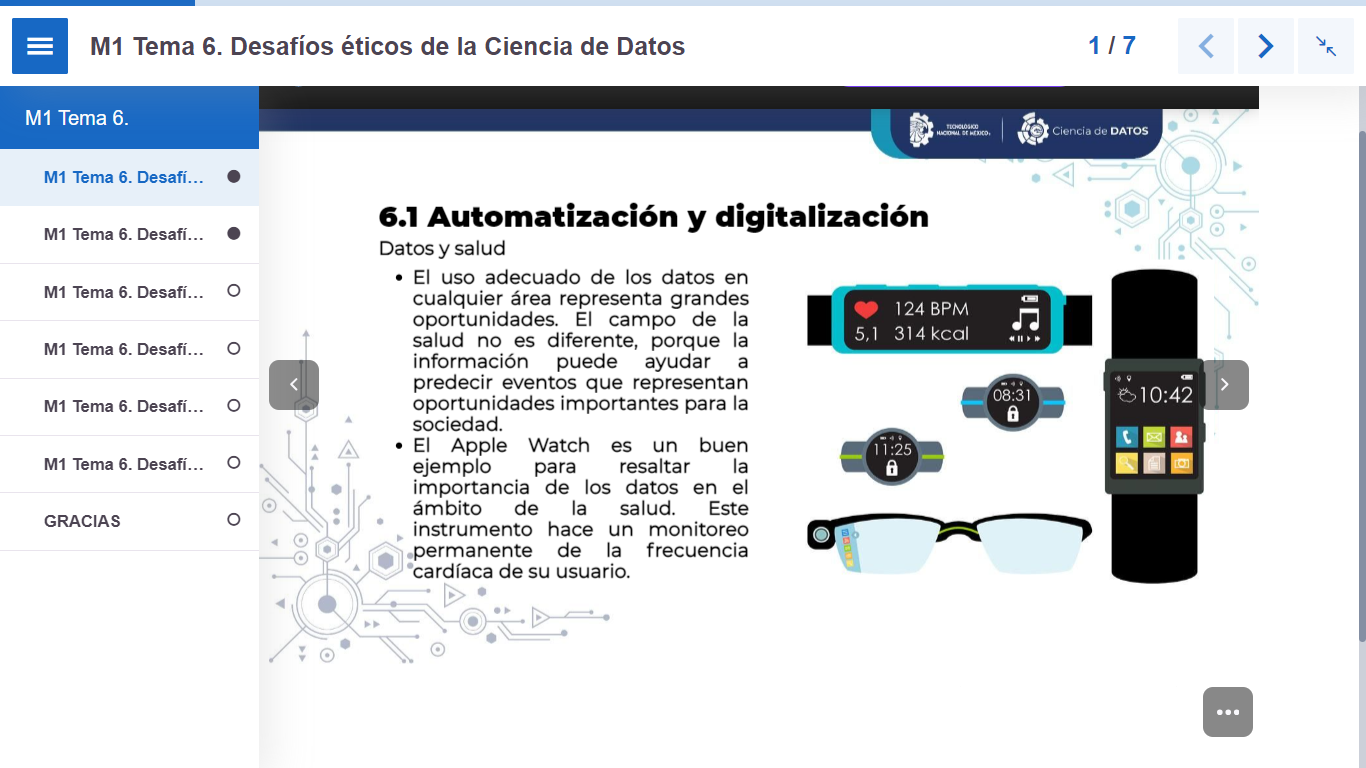 M1 Tema 6. Desafíos éticos de la Ciencia de Datos
1 / 7
M1 Tema 6.
M1 Tema 6. Desafí...
M1 Tema 6. Desafí...
M1 Tema 6. Desafí...
M1 Tema 6. Desafí...
M1 Tema 6. Desafí...
M1 Tema 6. Desafí...
GRACIAS
TECNOLÓGICO
NACIONAL DE MÉXICO
Ciencia de DATOS
6.1 Automatización y digitalización
Datos y salud
• El uso adecuado de los datos en
cualquier área representa grandes
oportunidades. El campo de la
salud no es diferente, porque la
información puede ayudar a
predecir eventos que representan
oportunidades importantes para la
sociedad.
• El Apple Watch es un buen
ejemplo para resaltar la
importancia de los datos en el
ámbito de la salud. Este
instrumento hace un monitoreo
permanente de la frecuencia
cardíaca de su usuario.
124 BPM
5,1 314 kcal
08:31
11:25
10:42